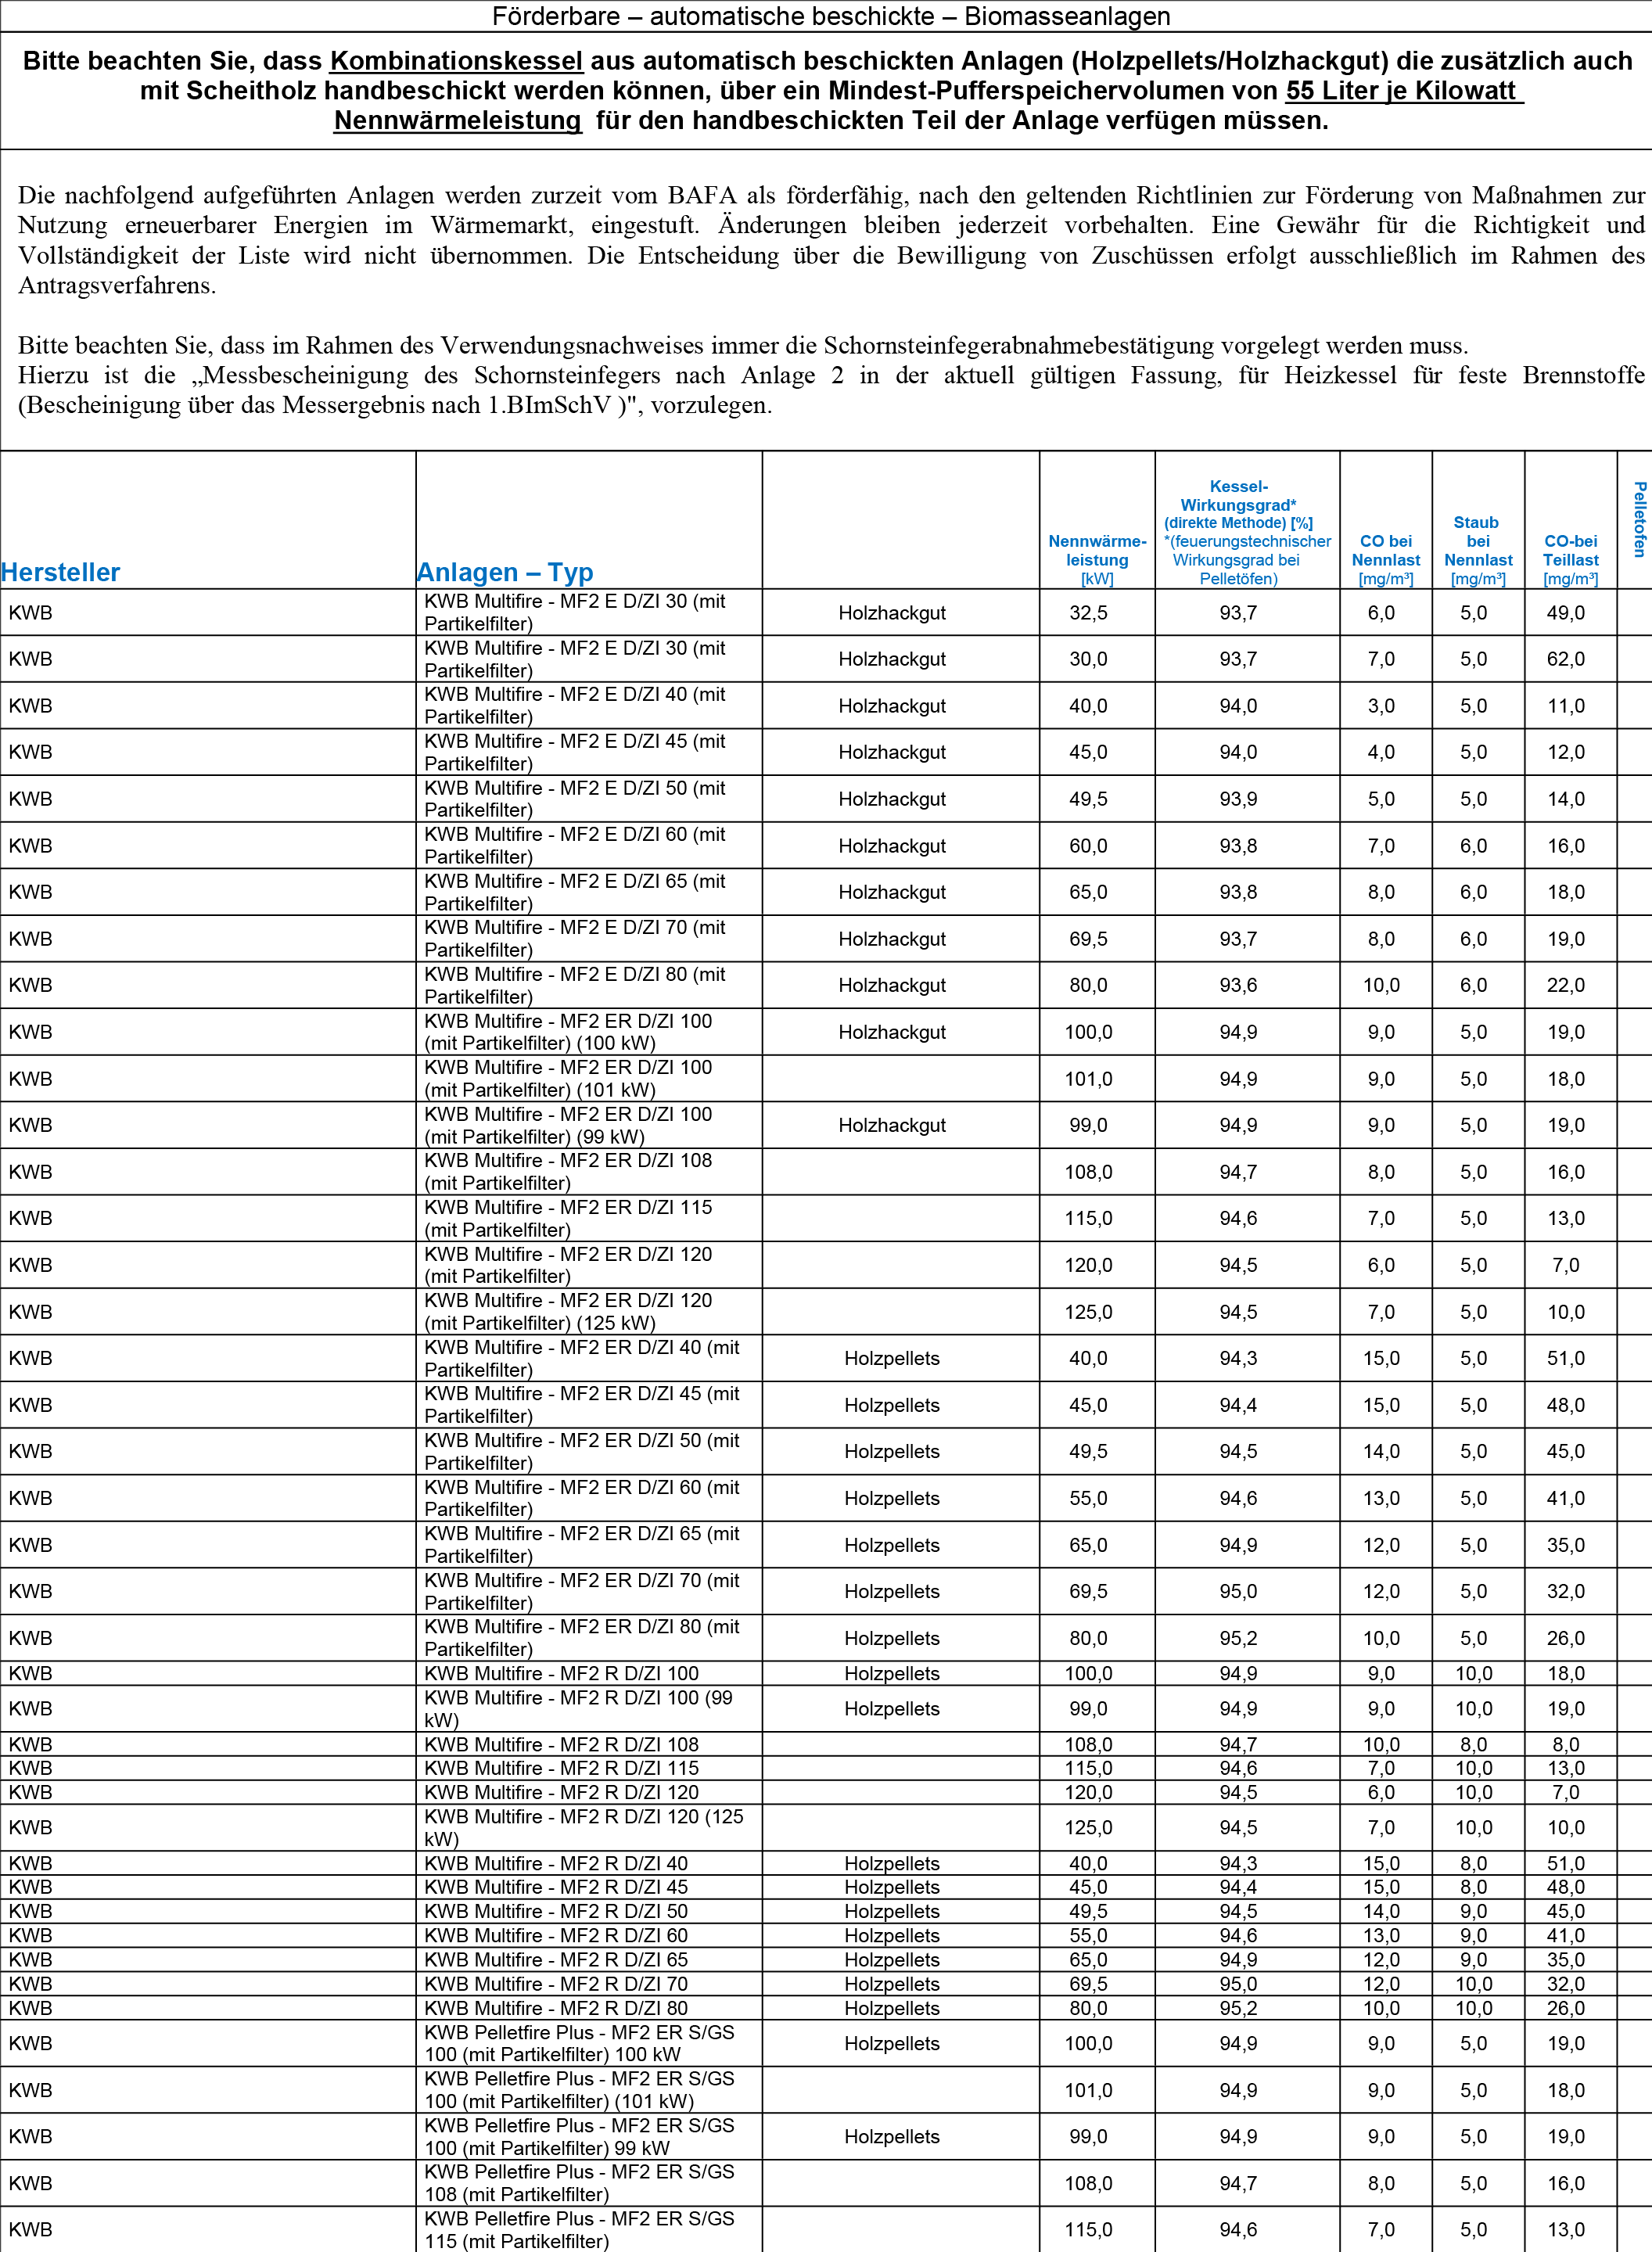 Förderbare – automatische beschickte – Biomasseanlagen
Bitte beachten Sie, dass Kombinationskessel aus automatisch beschickten Anlagen (Holzpellets/Holzhackgut) die zusätzlich auch
mit Scheitholz handbeschickt werden können, über ein Mindest-Pufferspeichervolumen von 55 Liter je Kilowatt
Nennwärmeleistung für den handbeschickten Teil der Anlage verfügen müssen.
Die nachfolgend aufgeführten Anlagen werden zurzeit vom BAFA als förderfähig, nach den geltenden Richtlinien zur Förderung von Maßnahmen zur
Nutzung erneuerbarer Energien im Wärmemarkt, eingestuft. Änderungen bleiben jederzeit vorbehalten. Eine Gewähr für die Richtigkeit und
Vollständigkeit der Liste wird nicht übernommen. Die Entscheidung über die Bewilligung von Zuschüssen erfolgt ausschließlich im Rahmen des
Antragsverfahrens.
Bitte beachten Sie, dass im Rahmen des Verwendungsnachweises immer die Schornsteinfegerabnahmebestätigung vorgelegt werden muss.
Hierzu ist die „Messbescheinigung des Schornsteinfegers nach Anlage 2 in der aktuell gültigen Fassung, für Heizkessel für feste Brennstoffe
(Bescheinigung über das Messergebnis nach 1.BImSchV )", vorzulegen.
Hersteller
Anlagen – Typ
Nennwärme-
leistung
[kW]
Kessel-
Wirkungsgrad*
(direkte Methode) [%]
*(feuerungstechnischer
Wirkungsgrad bei
Pelletöfen)
CO bei
Nennlast
[mg/m³]
Staub
bei
Nennlast
[mg/m³]
CO-bei
Teillast
[mg/m³]
Pelletofen
KWB KWB Multifire - MF2 E D/ZI 30 (mit
Partikelfilter) Holzhackgut 32,5 93,7 6,0 5,0 49,0
KWB KWB Multifire - MF2 E D/ZI 30 (mit
Partikelfilter) Holzhackgut 30,0 93,7 7,0 5,0 62,0
KWB KWB Multifire - MF2 E D/ZI 40 (mit
Partikelfilter) Holzhackgut 40,0 94,0 3,0 5,0 11,0
KWB KWB Multifire - MF2 E D/ZI 45 (mit
Partikelfilter) Holzhackgut 45,0 94,0 4,0 5,0 12,0
KWB KWB Multifire - MF2 E D/ZI 50 (mit
Partikelfilter) Holzhackgut 49,5 93,9 5,0 5,0 14,0
KWB KWB Multifire - MF2 E D/ZI 60 (mit
Partikelfilter) Holzhackgut 60,0 93,8 7,0 6,0 16,0
KWB KWB Multifire - MF2 E D/ZI 65 (mit
Partikelfilter) Holzhackgut 65,0 93,8 8,0 6,0 18,0
KWB KWB Multifire - MF2 E D/ZI 70 (mit
Partikelfilter) Holzhackgut 69,5 93,7 8,0 6,0 19,0
KWB KWB Multifire - MF2 E D/ZI 80 (mit
Partikelfilter) Holzhackgut 80,0 93,6 10,0 6,0 22,0
KWB KWB Multifire - MF2 ER D/ZI 100
(mit Partikelfilter) (100 kW) Holzhackgut 100,0 94,9 9,0 5,0 19,0
KWB KWB Multifire - MF2 ER D/ZI 100
(mit Partikelfilter) (101 kW) 101,0 94,9 9,0 5,0 18,0
KWB KWB Multifire - MF2 ER D/ZI 100
(mit Partikelfilter) (99 kW) Holzhackgut 99,0 94,9 9,0 5,0 19,0
KWB KWB Multifire - MF2 ER D/ZI 108
(mit Partikelfilter) 108,0 94,7 8,0 5,0 16,0
KWB KWB Multifire - MF2 ER D/ZI 115
(mit Partikelfilter) 115,0 94,6 7,0 5,0 13,0
KWB KWB Multifire - MF2 ER D/ZI 120
(mit Partikelfilter) 120,0 94,5 6,0 5,0 7,0
KWB KWB Multifire - MF2 ER D/ZI 120
(mit Partikelfilter) (125 kW) 125,0 94,5 7,0 5,0 10,0
KWB KWB Multifire - MF2 ER D/ZI 40 (mit
Partikelfilter) Holzpellets 40,0 94,3 15,0 5,0 51,0
KWB KWB Multifire - MF2 ER D/ZI 45 (mit
Partikelfilter) Holzpellets 45,0 94,4 15,0 5,0 48,0
KWB KWB Multifire - MF2 ER D/ZI 50 (mit
Partikelfilter) Holzpellets 49,5 94,5 14,0 5,0 45,0
KWB KWB Multifire - MF2 ER D/ZI 60 (mit
Partikelfilter) Holzpellets 55,0 94,6 13,0 5,0 41,0
KWB KWB Multifire - MF2 ER D/ZI 65 (mit
Partikelfilter) Holzpellets 65,0 94,9 12,0 5,0 35,0
KWB KWB Multifire - MF2 ER D/ZI 70 (mit
Partikelfilter) Holzpellets 69,5 95,0 12,0 5,0 32,0
KWB KWB Multifire - MF2 ER D/ZI 80 (mit
Partikelfilter) Holzpellets 80,0 95,2 10,0 5,0 26,0
KWB KWB Multifire - MF2 R D/ZI 100 Holzpellets 100,0 94,9 9,0 10,0 18,0
KWB KWB Multifire - MF2 R D/ZI 100 (99
kW) Holzpellets 99,0 94,9 9,0 10,0 19,0
KWB KWB Multifire - MF2 R D/ZI 108 108,0 94,7 10,0 8,0 8,0
KWB KWB Multifire - MF2 R D/ZI 115 115,0 94,6 7,0 10,0 13,0
KWB KWB Multifire - MF2 R D/ZI 120 120,0 94,5 6,0 10,0 7,0
KWB KWB Multifire - MF2 R D/ZI 120 (125
kW) 125,0 94,5 7,0 10,0 10,0
KWB KWB Multifire - MF2 R D/ZI 40 Holzpellets 40,0 94,3 15,0 8,0 51,0
KWB KWB Multifire - MF2 R D/ZI 45 Holzpellets 45,0 94,4 15,0 8,0 48,0
KWB KWB Multifire - MF2 R D/ZI 50 Holzpellets 49,5 94,5 14,0 9,0 45,0
KWB KWB Multifire - MF2 R D/ZI 60 Holzpellets 55,0 94,6 13,0 9,0 41,0
KWB KWB Multifire - MF2 R D/ZI 65 Holzpellets 65,0 94,9 12,0 9,0 35,0
KWB KWB Multifire - MF2 R D/ZI 70 Holzpellets 69,5 95,0 12,0 10,0 32,0
KWB KWB Multifire - MF2 R D/ZI 80 Holzpellets 80,0 95,2 10,0 10,0 26,0
KWB KWB Pelletfire Plus - MF2 ER S/GS
100 (mit Partikelfilter) 100 kW Holzpellets 100,0 94,9 9,0 5,0 19,0
KWB KWB Pelletfire Plus - MF2 ER S/GS
100 (mit Partikelfilter) (101 kW) 101,0 94,9 9,0 5,0 18,0
KWB KWB Pelletfire Plus - MF2 ER S/GS
100 (mit Partikelfilter) 99 kW Holzpellets 99,0 94,9 9,0 5,0 19,0
KWB KWB Pelletfire Plus - MF2 ER S/GS
108 (mit Partikelfilter) 108,0 94,7 8,0 5,0 16,0
KWB KWB Pelletfire Plus - MF2 ER S/GS
115 (mit Partikelfilter) 115,0 94,6 7,0 5,0 13,0